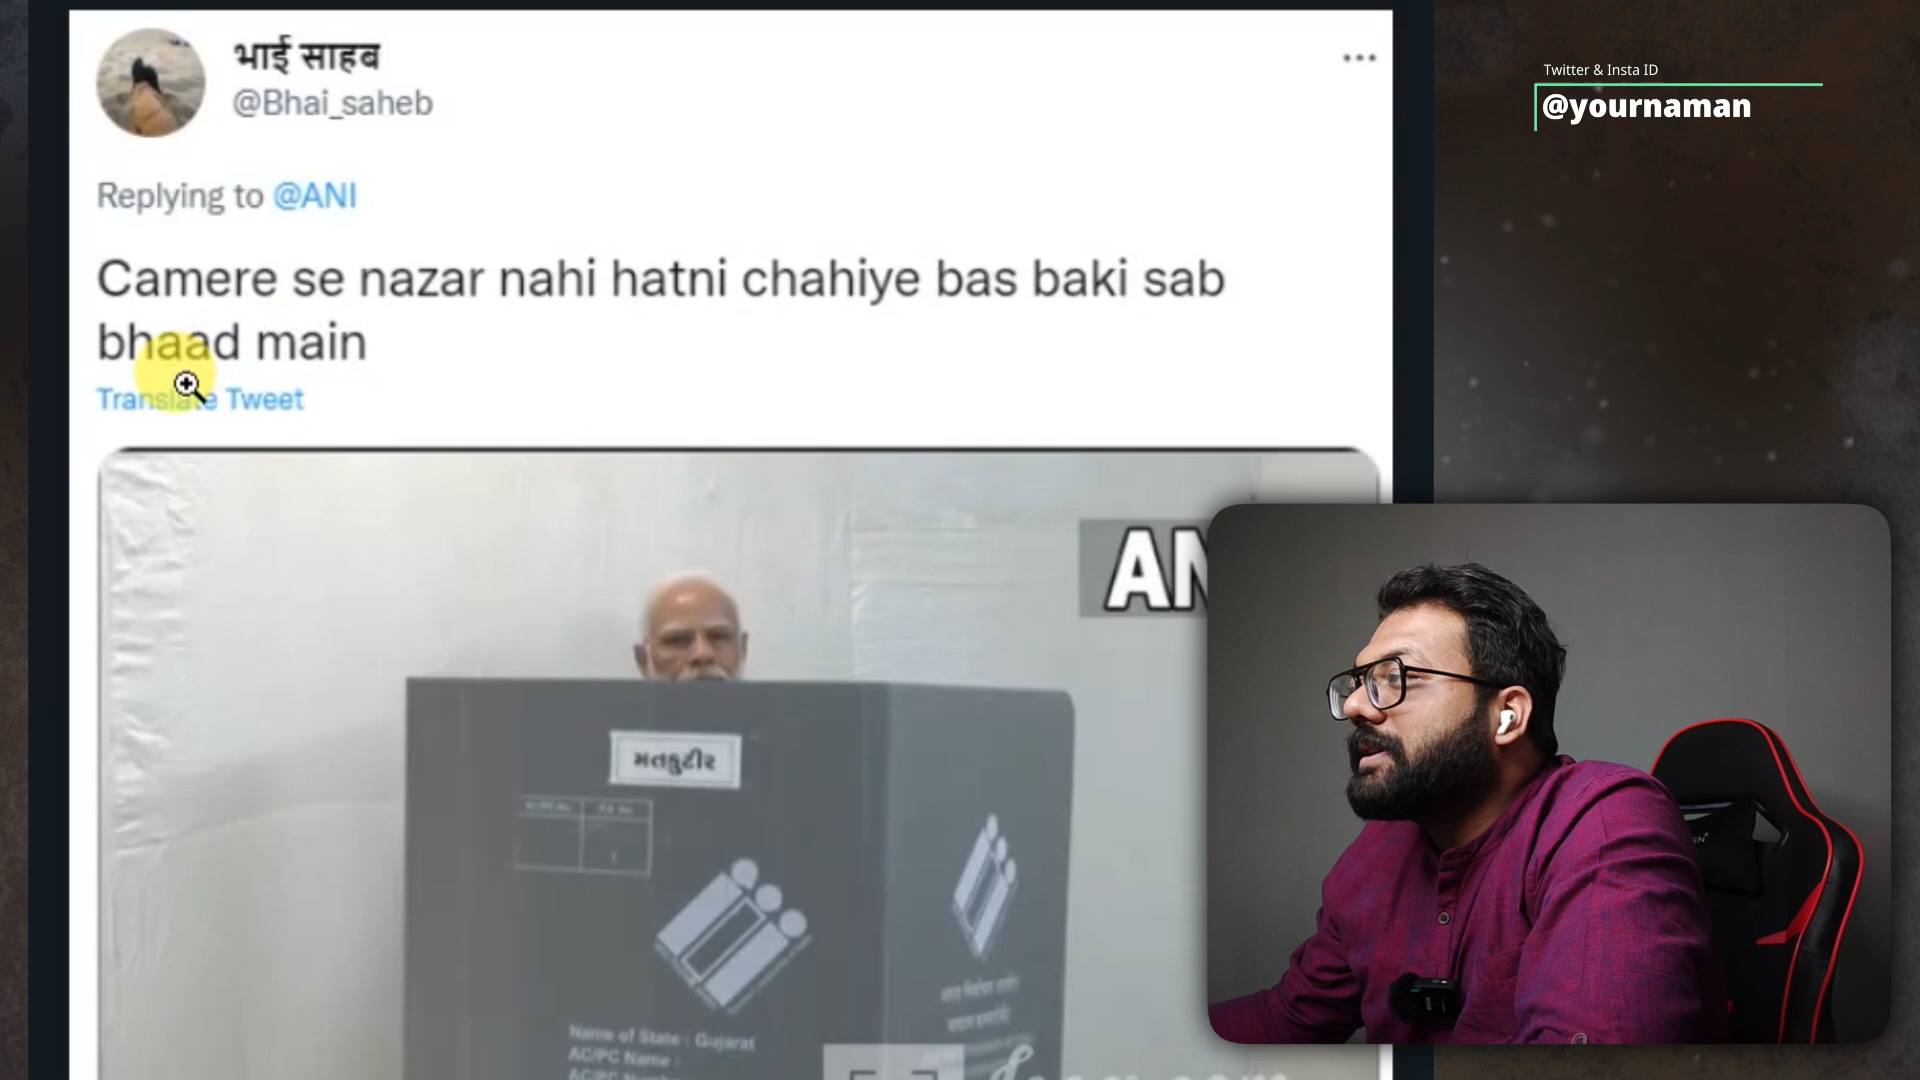 भाई साहब
@Bhai_saheb
Twitter & Insta ID
@yournaman
Replying to @ANI
Camere se nazar nahi hatni chahiye bas baki sab
bhaad main
Translate Tweet
AN
મતકુટીર
Name of State : Gujarat
AC/PC Name :